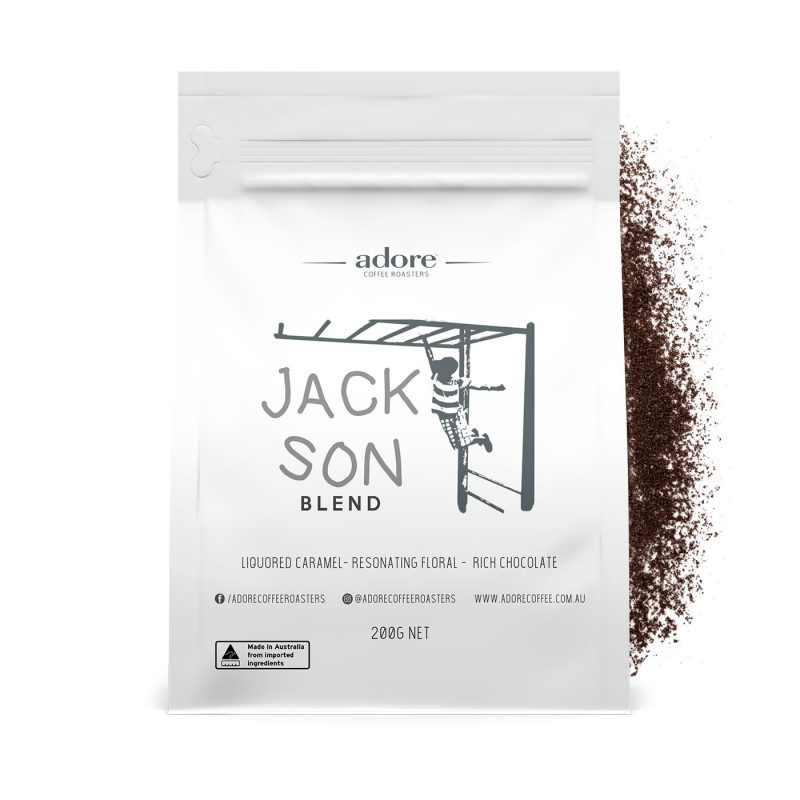 adore
COFFEE ROASTERS
JACK
SON
BLEND
LIQUORED CARAMEL- RESONATING FLORAL - RICH CHOCOLATE
/ADORECOFFEEROASTERS @ADORECOFFEEROASTERS WWW.ADORECOFFEE.COM.AU
200G NET
Made in Australia
from imported
ingredients